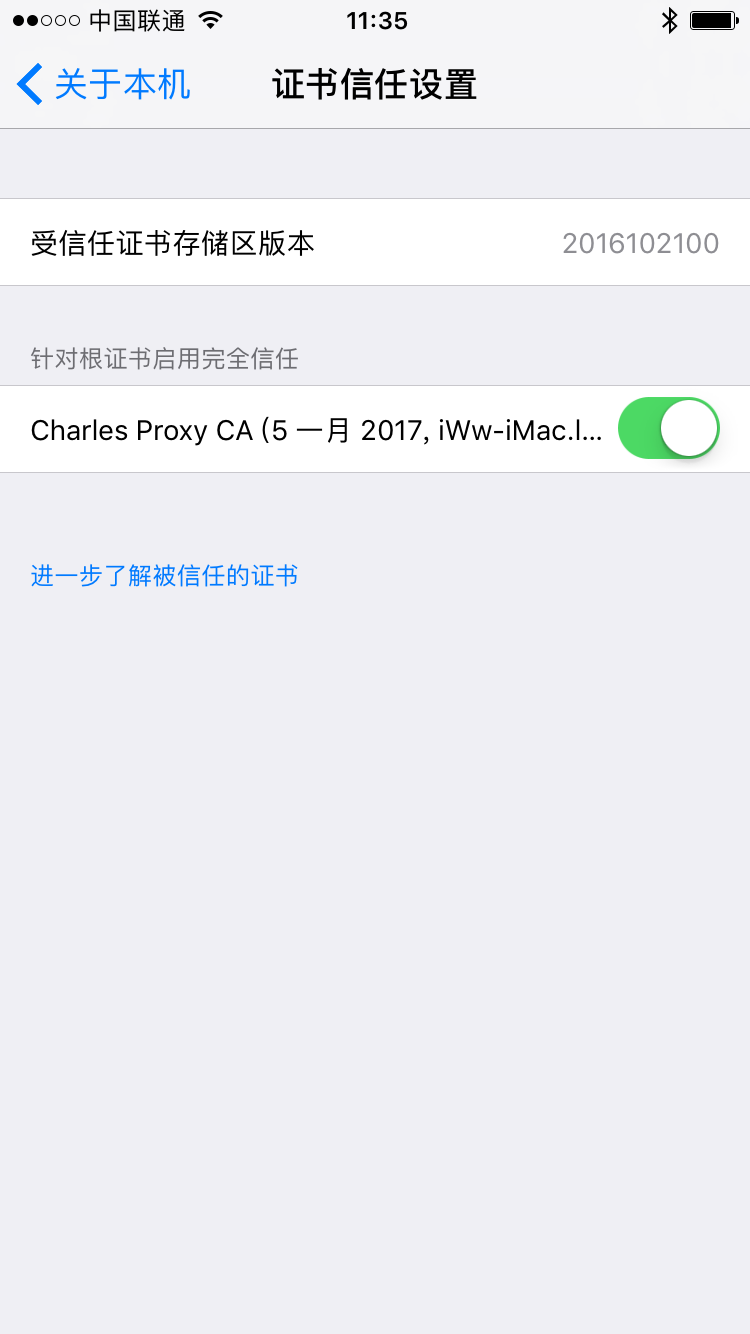 中国联通 11:35
关于本机 证书信任设置
受信任证书存储区版本 2016102100
针对根证书启用完全信任
Charles Proxy CA (5 一月 2017, iWw-iMac.l...
进一步了解被信任的证书